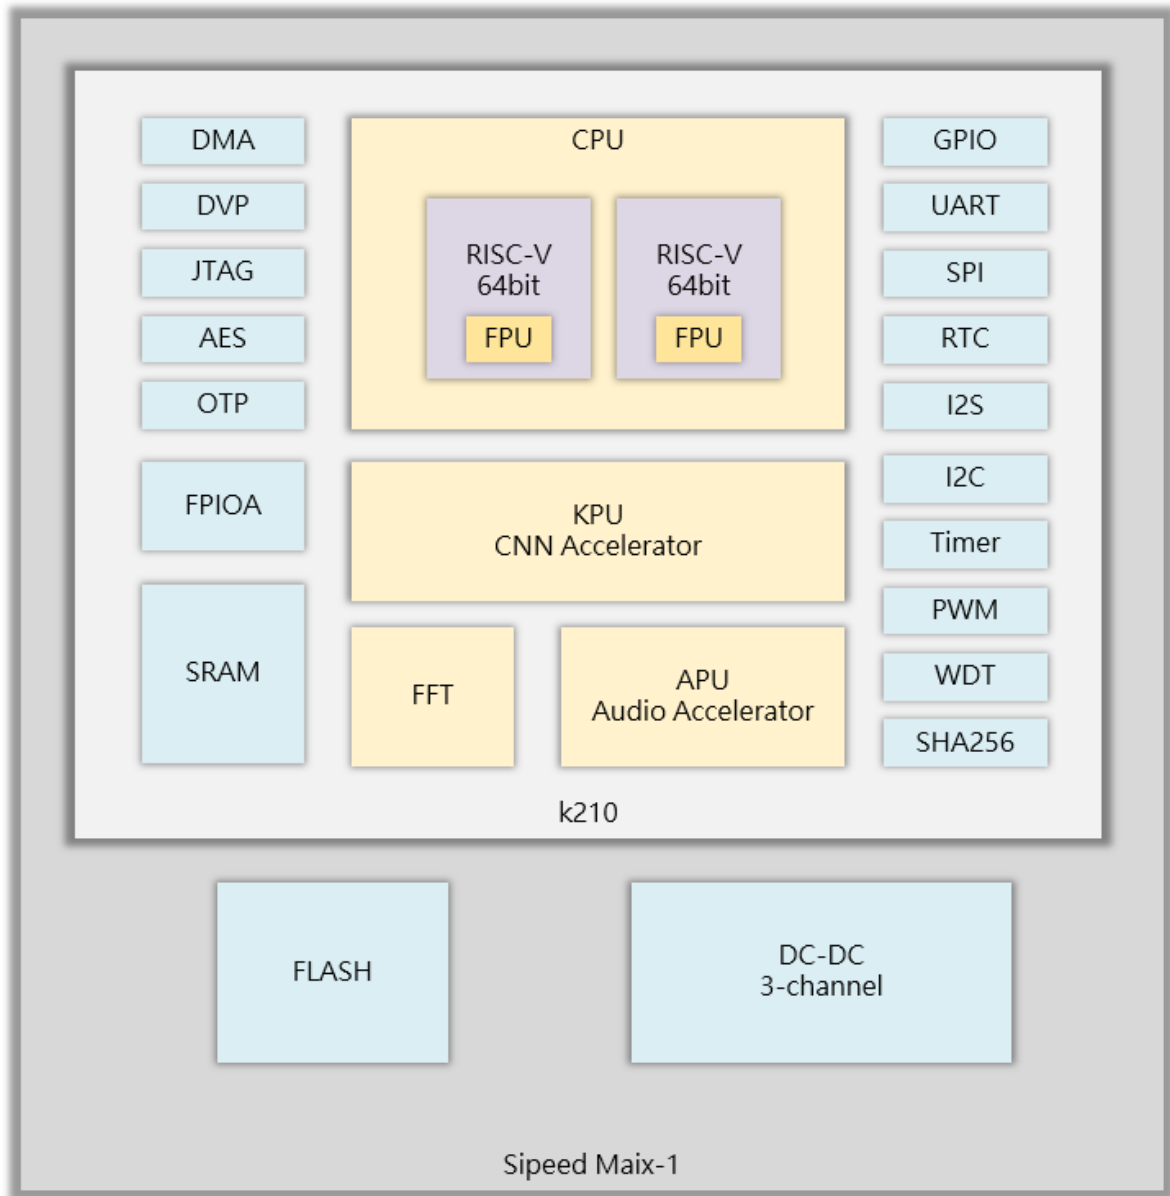 DMA
DVP
JTAG
AES
OTP
FPIOA
SRAM
CPU
RISC-V
64bit
FPU
RISC-V
64bit
FPU
KPU
CNN Accelerator
FFT
APU
Audio Accelerator
GPIO
UART
SPI
RTC
I2S
I2C
Timer
PWM
WDT
SHA256
k210
FLASH
DC-DC
3-channel
Sipeed Maix-1